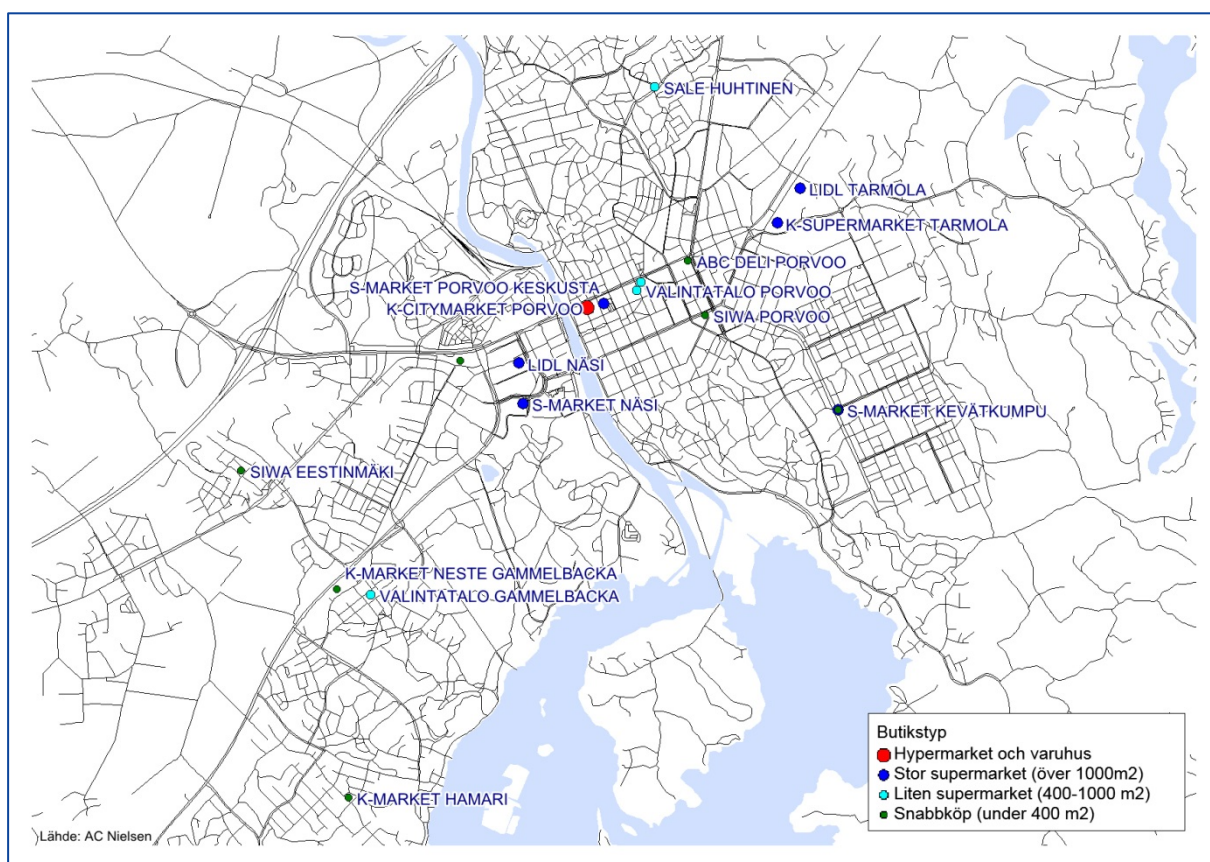 SALE HUHTINEN
LIDL TARMOLA
K-SUPERMARKET TARMOLA
ABC DELI PORVOO
S-MARKET PORVOO KESKUSTA
VALINTATALO PORVOO
K-CITYMARKET PORVOO
SIWA PORVOO
LIDL NÄSI
S-MARKET NÄSI
S-MARKET KEVÄTKUMPU
SIWA EESTINMÄKI
K-MARKET NESTE GAMMELBACKA
VALINTATALO GAMMELBACKA
K-MARKET HAMARI
Butikstyp
Hypermarket och varuhus
Stor supermarket (över 1000m2)
Liten supermarket (400-1000 m2)
Snabbköp (under 400 m2)
Lähde: AC Nielsen